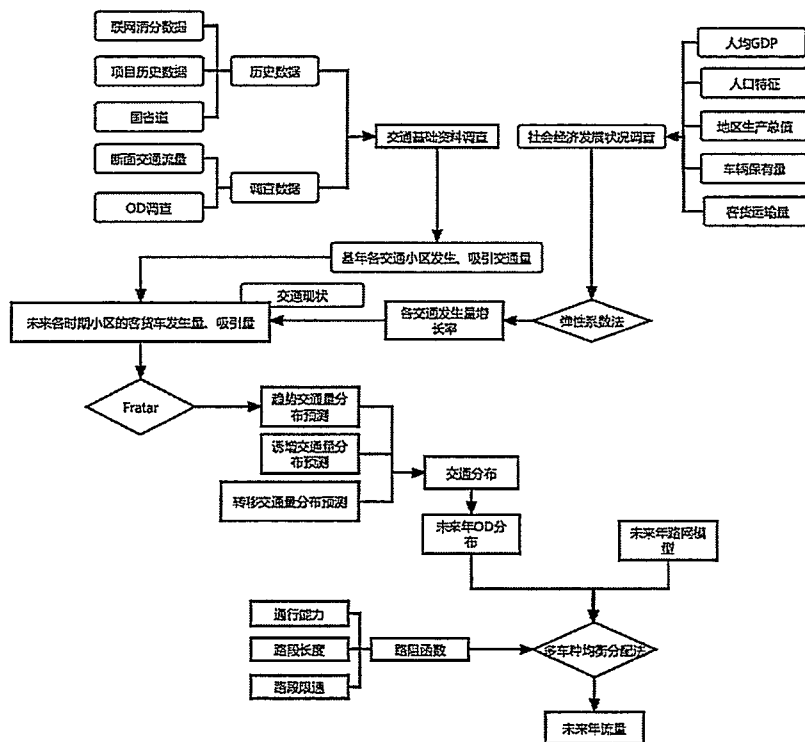 联网清分数据
项目历史数据
国省道
断面交通流量
OD调查
历史数据
调查数据
交通基础资料调查
社会经济发展状况调查
人均GDP
人口特征
地区生产总值
车辆保有量
客货运输量
基年各交通小区发生、吸引交通量
交通现状
未来各时期小区的客货车发生量、吸引量
各交通发生量增
长率
弹性系数法
Fratar
趋势交通量分
布预测
诱增交通量分
布预测
转移交通量分布预测
交通分布
未来年OD分
布
未来年路网模
型
通行能力
路段长度
路段限速
路阻函数
多车种均衡分配法
未来年流量